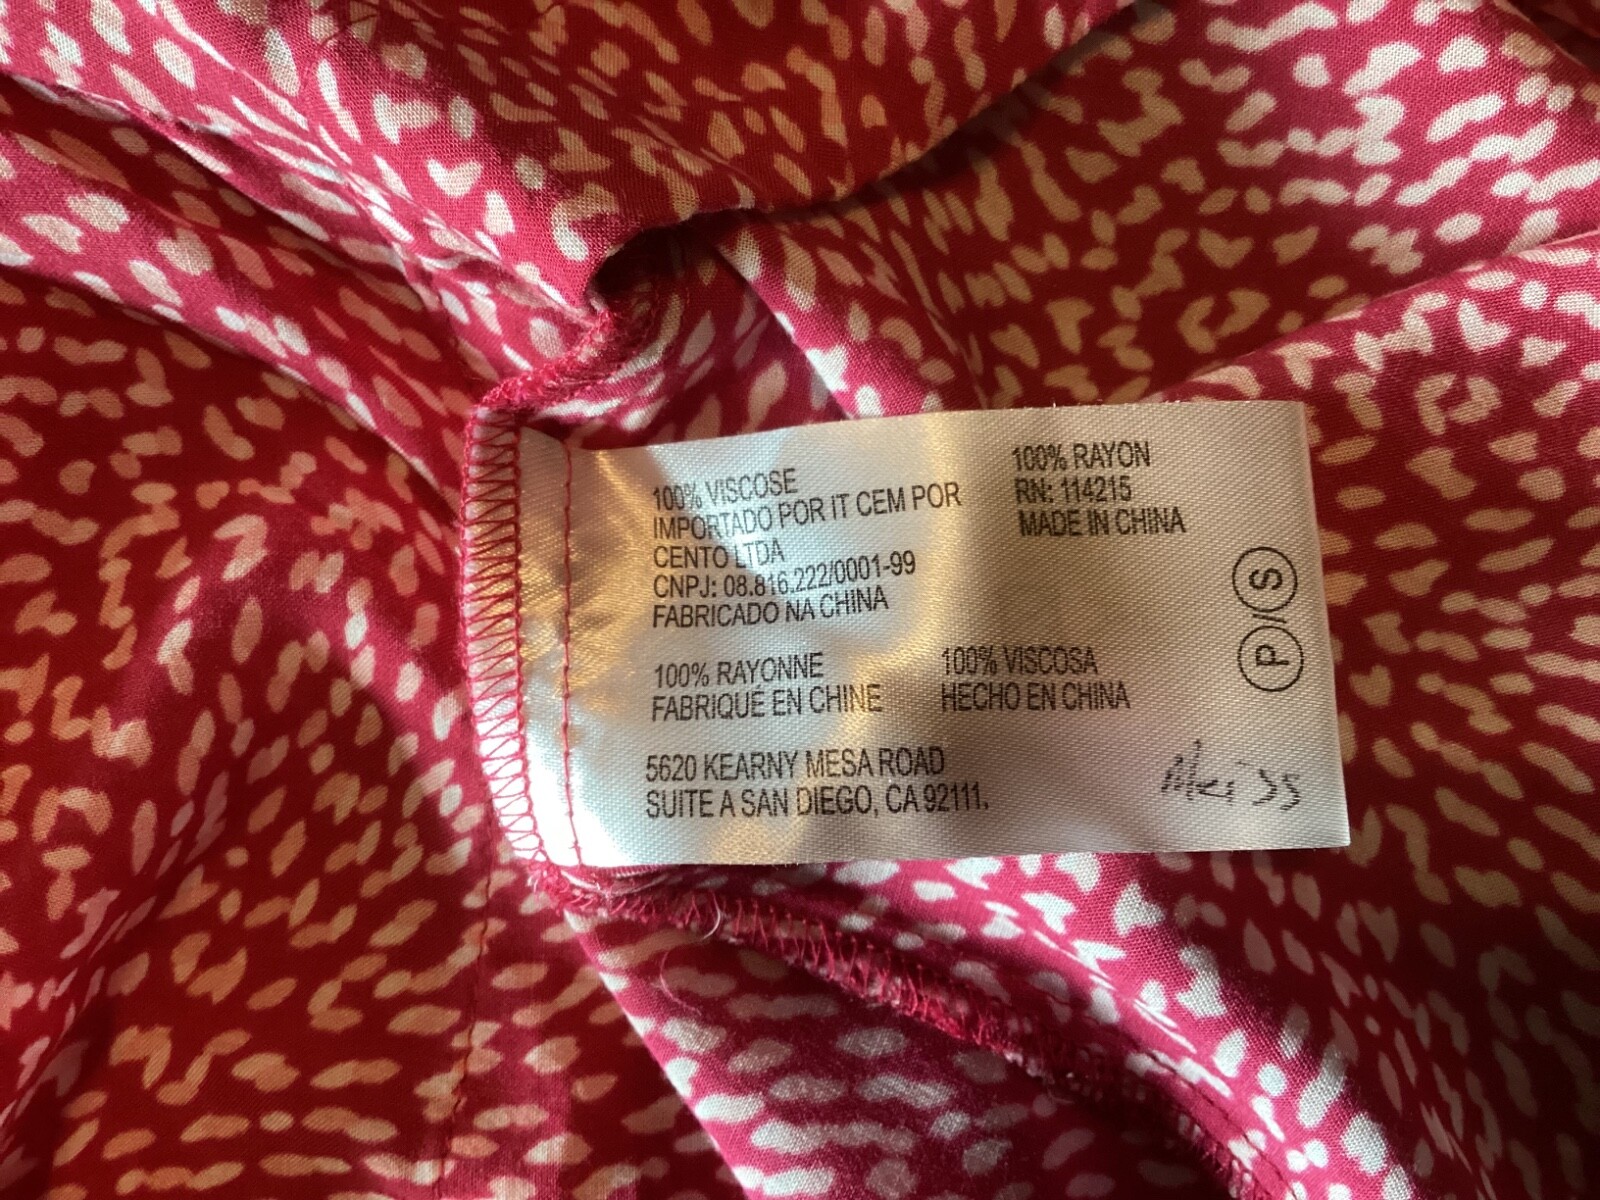 100% VISCOSE
IMPORTADO POR IT CEM POR
CENTO LTDA
CNPJ: 08.816.222/0001-99
FABRICADO NA CHINA
100% RAYON
RN: 114215
MADE IN CHINA
100% RAYONNE
FABRIQUÉ EN CHINE
100% VISCOSA
HECHO EN CHINA
5620 KEARNY MESA ROAD
SUITE A SAN DIEGO, CA 92111.
P/S